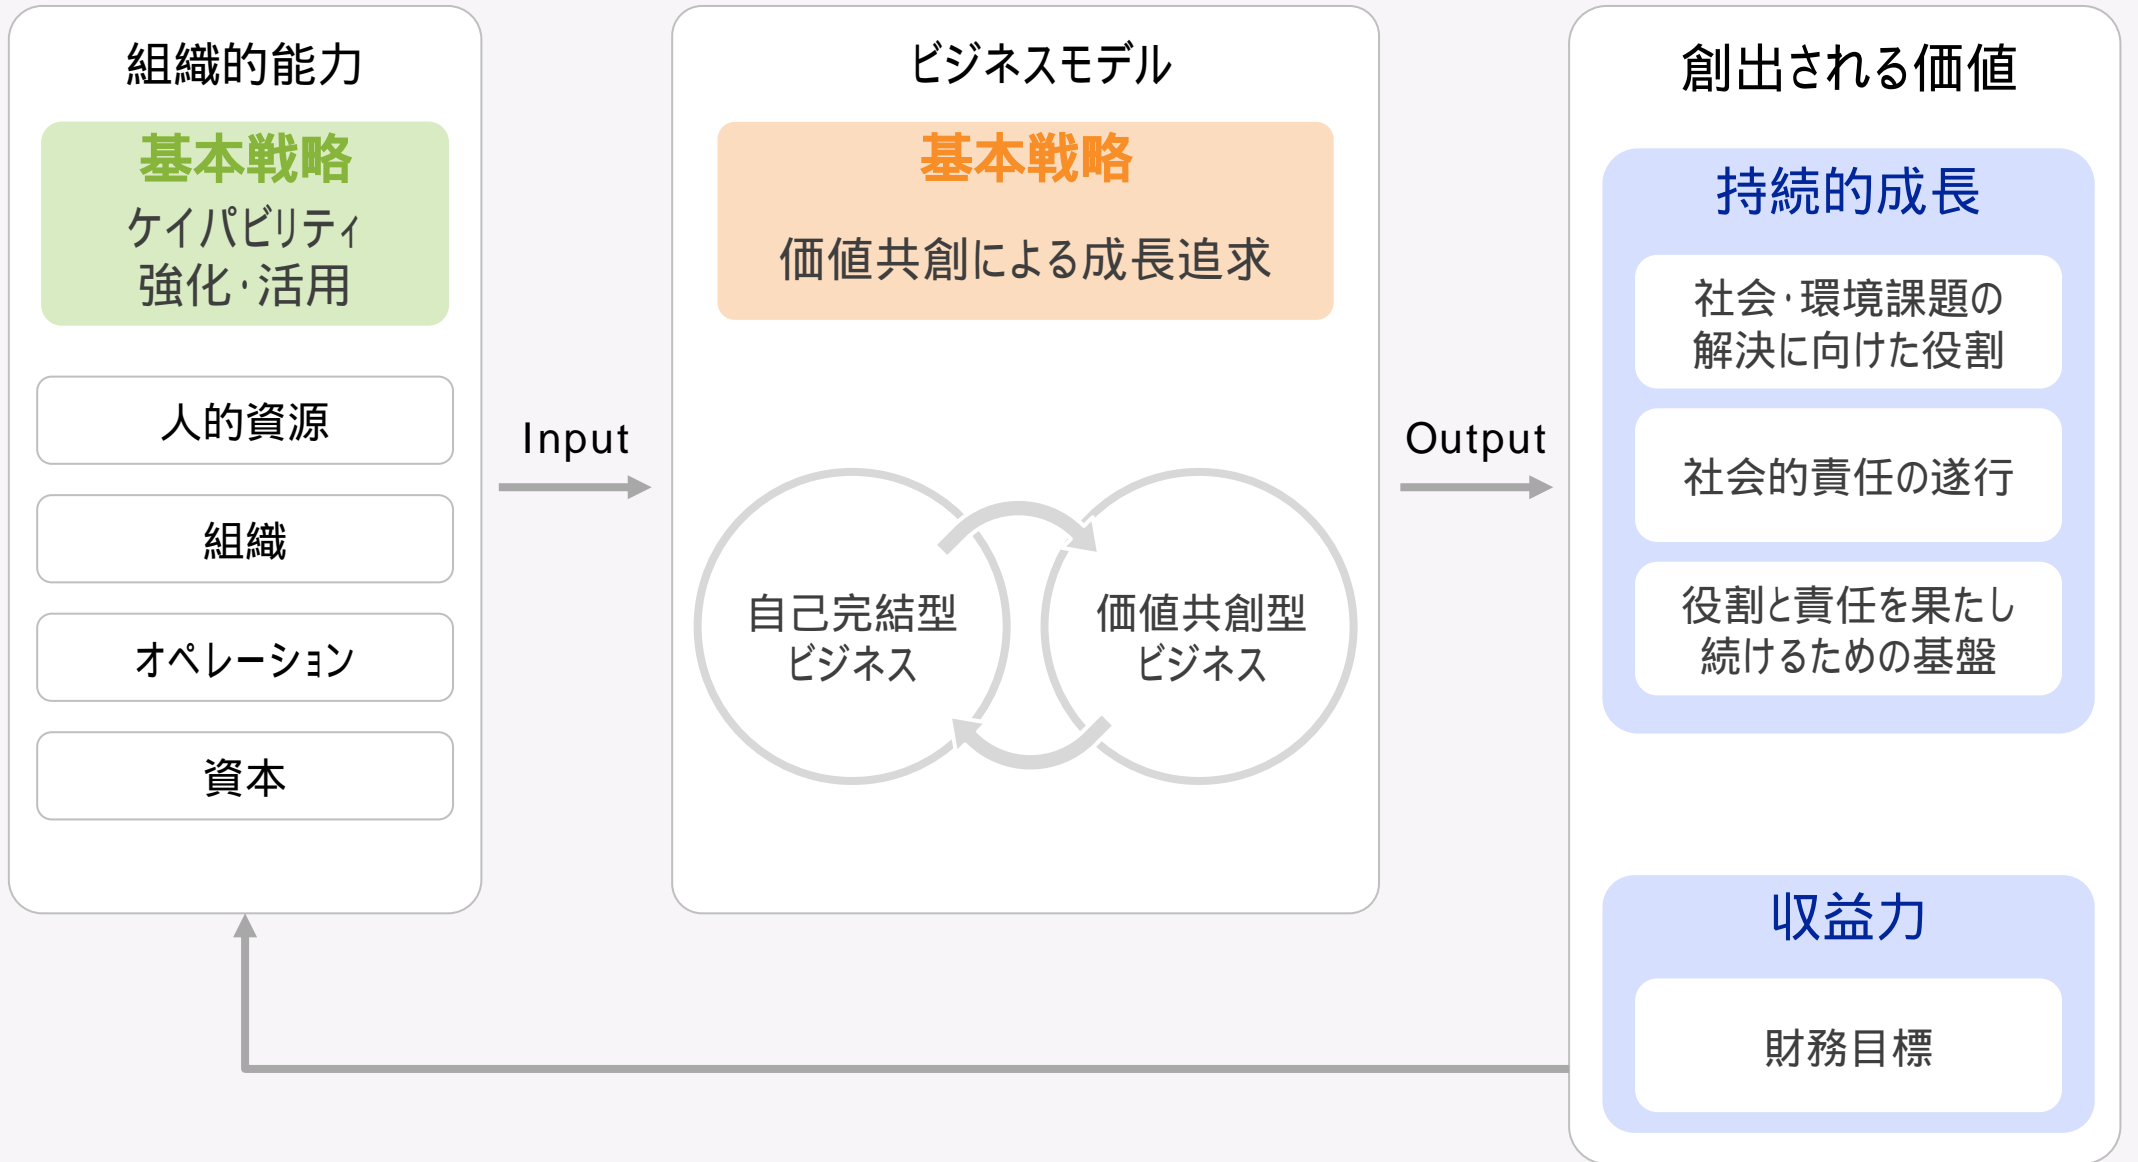 組織的能力
基本戦略
ケイパビリティ
強化・活用
人的資源
組織
オペレーション
資本
Input
ビジネスモデル
基本戦略
価値共創による成長追求
自己完結型
ビジネス
価値共創型
ビジネス
Output
創出される価値
持続的成長
社会・環境課題の
解決に向けた役割
社会的責任の遂行
役割と責任を果たし
続けるための基盤
収益力
財務目標